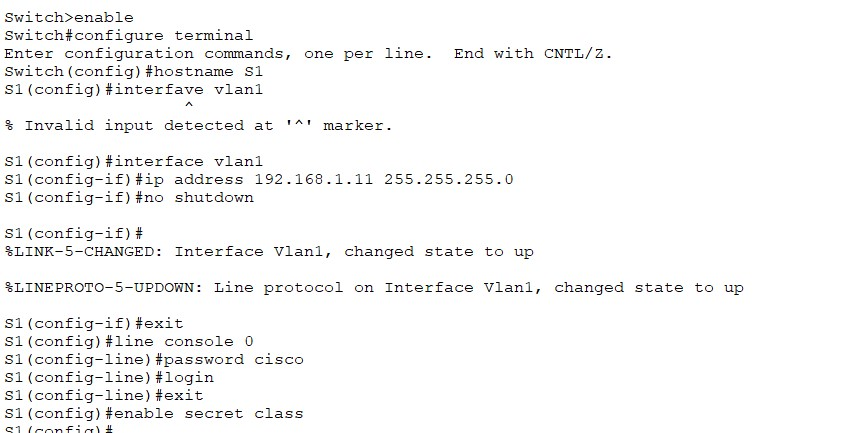 Switch>enable
Switch#configure terminal
Enter configuration commands, one per line.  End with CNTL/Z.
Switch(config)#hostname S1
S1(config)#interfave vlan1
^
% Invalid input detected at '^' marker.
S1(config)#interface vlan1
S1(config-if)#ip address 192.168.1.11 255.255.255.0
S1(config-if)#no shutdown
S1(config-if)#
%LINK-5-CHANGED: Interface Vlan1, changed state to up
%LINEPROTO-5-UPDOWN: Line protocol on Interface Vlan1, changed state to up
S1(config-if)#exit
S1(config)#line console 0
S1(config-line)#password cisco
S1(config-line)#login
S1(config-line)#exit
S1(config)#enable secret class
S1(config)#